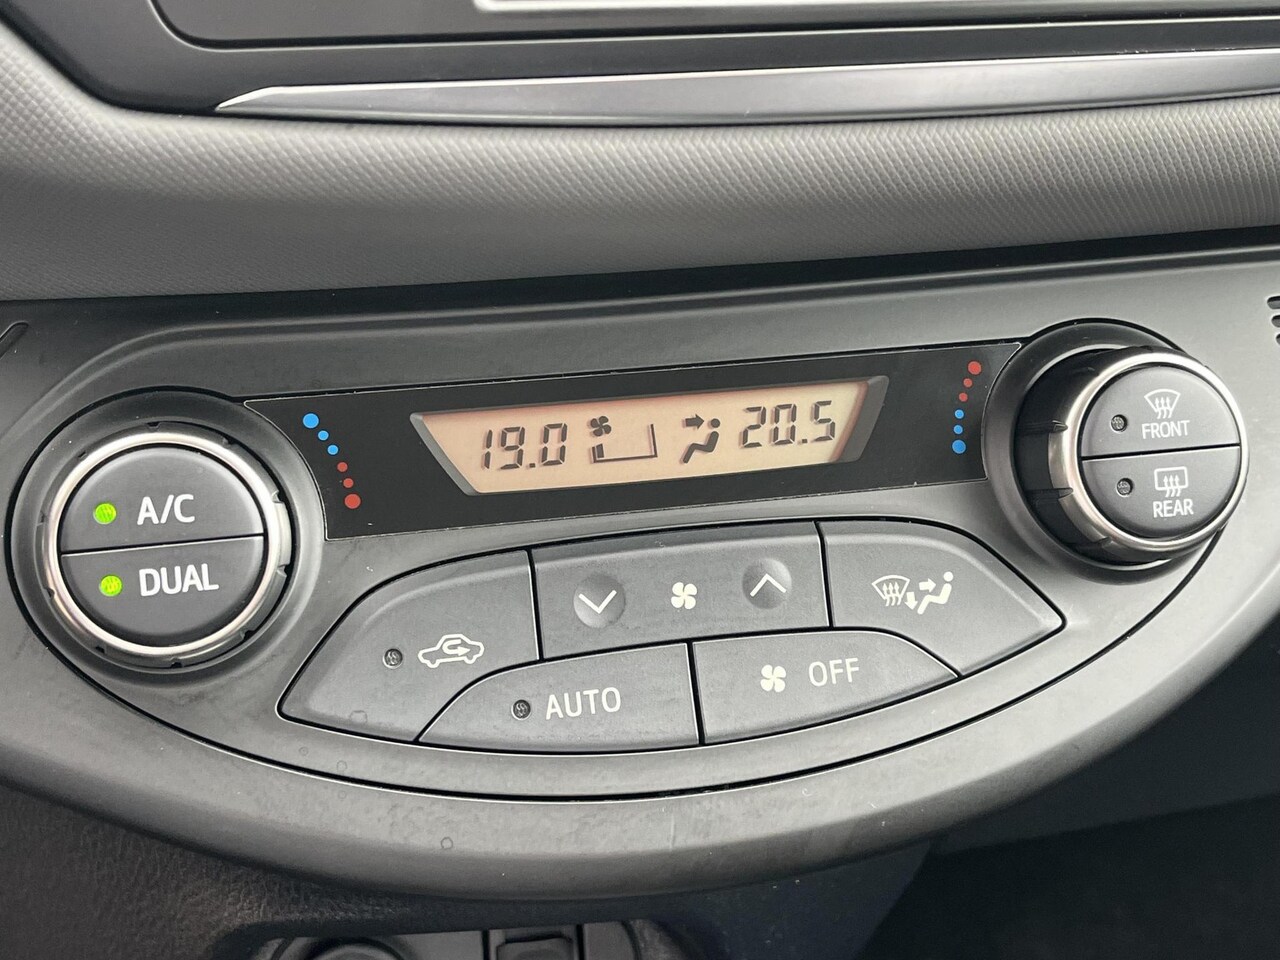 19.0 20.5
FRONT
REAR
A/C
DUAL
AUTO
OFF